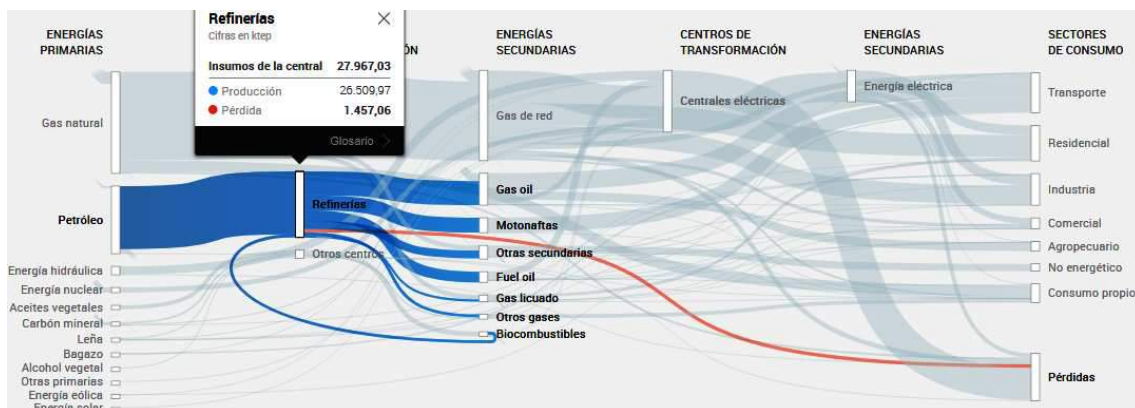 Refinerías
Cifras en ktep
Insumos de la central 27.967,03
Producción 26.509,97
Pérdida 1.457,06
Glosario
ENERGÍAS
PRIMARIAS
ENERGÍAS
SECUNDARIAS
CENTROS DE
TRANSFORMACIÓN
ENERGÍAS
SECUNDARIAS
SECTORES
DE CONSUMO
Gas natural
Petróleo
Energía hidráulica
Energía nuclear
Aceites vegetales
Carbón mineral
Leña
Bagazo
Alcohol vegetal
Otras primarias
Energía eólica
Energía solar
Refinerías
Otros centros
Gas de red
Gas oil
Motonaftas
Otras secundarias
Fuel oil
Gas licuado
Otros gases
Biocombustibles
Centrales eléctricas
Energía eléctrica
Transporte
Residencial
Industria
Comercial
Agropecuario
No energético
Consumo propio
Pérdidas